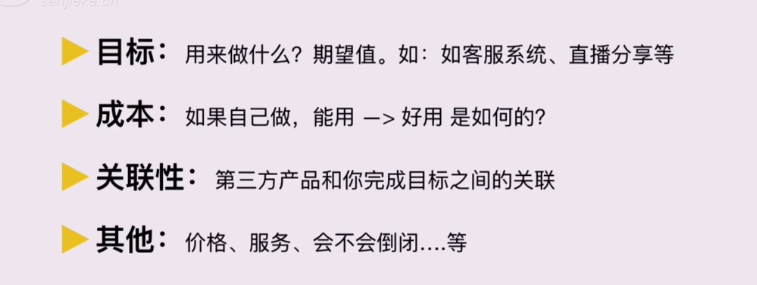 sanjieke.cn
目标：用来做什么？期望值。如：如客服系统、直播分享等
成本：如果自己做，能用 —> 好用 是如何的？
关联性：第三方产品和你完成目标之间的关联
其他：价格、服务、会不会倒闭....等